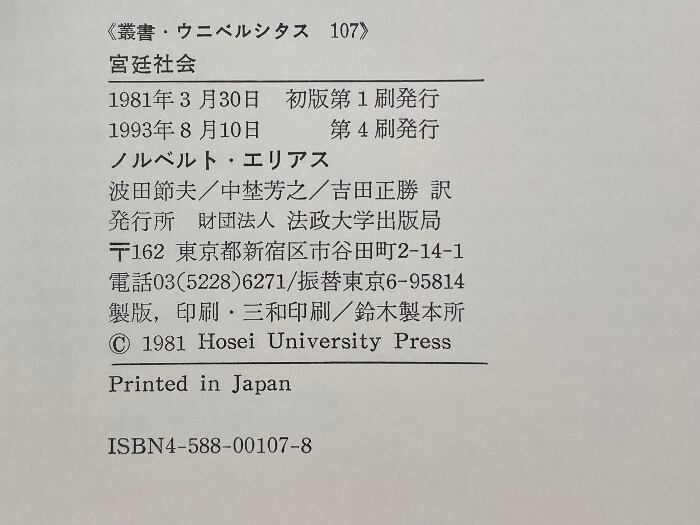 《叢書・ウニベルシタス 107》
宮廷社会
1981年3月30日 初版第1刷発行
1993年8月10日 第4刷発行
ノルベルト・エリアス
波田節夫／中埜芳之／吉田正勝 訳
発行所 財団法人 法政大学出版局
〒162 東京都新宿区市谷田町2-14-1
電話03(5228)6271/振替東京6-95814
製版，印刷・三和印刷／鈴木製本所
© 1981 Hosei University Press
Printed in Japan
ISBN4-588-00107-8